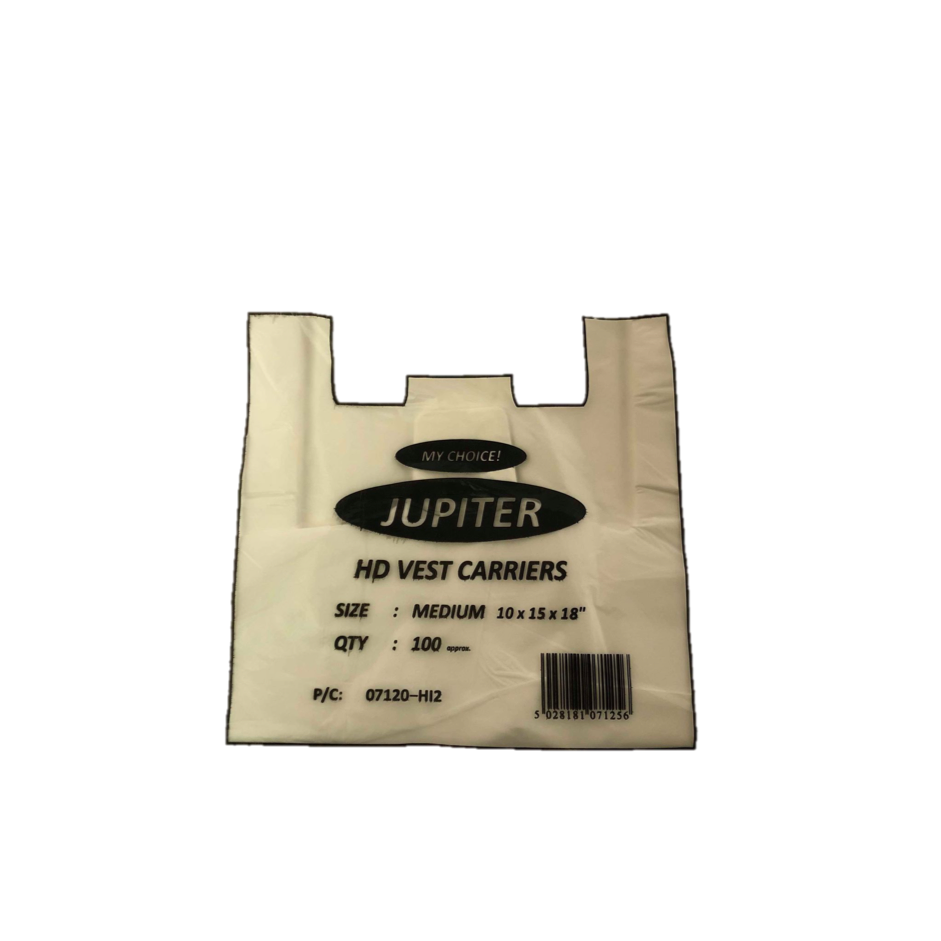 MY CHOICE!
JUPITER
HD VEST CARRIERS
SIZE : MEDIUM 10 x 15 x 18"
QTY : 100 approx.
P/C: 07120-HI2
5 028181 071256